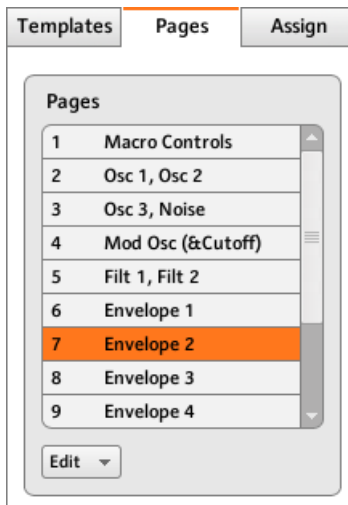 Templates Pages Assign
Pages
1 Macro Controls
2 Osc 1, Osc 2
3 Osc 3, Noise
4 Mod Osc (&Cutoff)
5 Filt 1, Filt 2
6 Envelope 1
7 Envelope 2
8 Envelope 3
9 Envelope 4
Edit